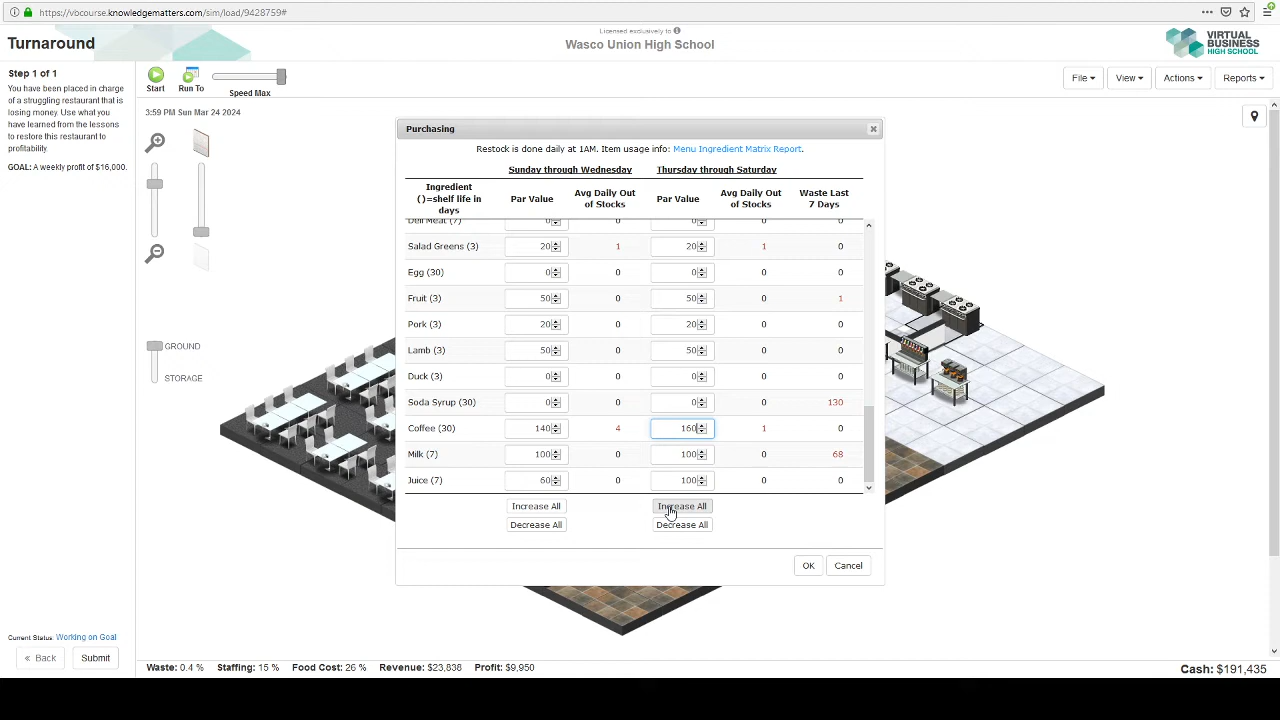 https://vbcourse.knowledgematters.com/sim/load/9428759#
Turnaround
Licensed exclusively to
Wasco Union High School
VIRTUAL
BUSINESS
HIGH SCHOOL
Step 1 of 1
You have been placed in charge
of a struggling restaurant that is
losing money. Use what you
have learned from the lessons
to restore this restaurant to
profitability.
GOAL: A weekly profit of $16,000.
Start
Run To
Speed Max
File
View
Actions
Reports
3:59 PM Sun Mar 24 2024
GROUND
STORAGE
Purchasing
Restock is done daily at 1AM. Item usage info: Menu Ingredient Matrix Report.
Sunday through Wednesday Thursday through Saturday
Ingredient
()=shelf life in
days
Par Value
Avg Daily Out
of Stocks
Par Value
Avg Daily Out
of Stocks
Waste Last
7 Days
Deli Meat (7) 0 0 0 0 0
Salad Greens (3) 20 1 20 1 0
Egg (30) 0 0 0 0 0
Fruit (3) 50 0 50 0 1
Pork (3) 20 0 20 0 0
Lamb (3) 50 0 50 0 0
Duck (3) 0 0 0 0 0
Soda Syrup (30) 0 0 0 0 130
Coffee (30) 140 4 160 1 0
Milk (7) 100 0 100 0 68
Juice (7) 60 0 100 0 0
Increase All Increase All
Decrease All Decrease All
OK Cancel
Current Status: Working on Goal
« Back Submit
Waste: 0.4 % Staffing: 15 % Food Cost: 26 % Revenue: $23,838 Profit: $9,950
Cash: $191,435